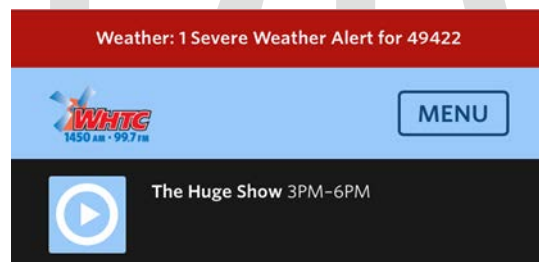 Weather: 1 Severe Weather Alert for 49422
WHTC
1450 AM • 99.7 FM
MENU
The Huge Show 3PM–6PM